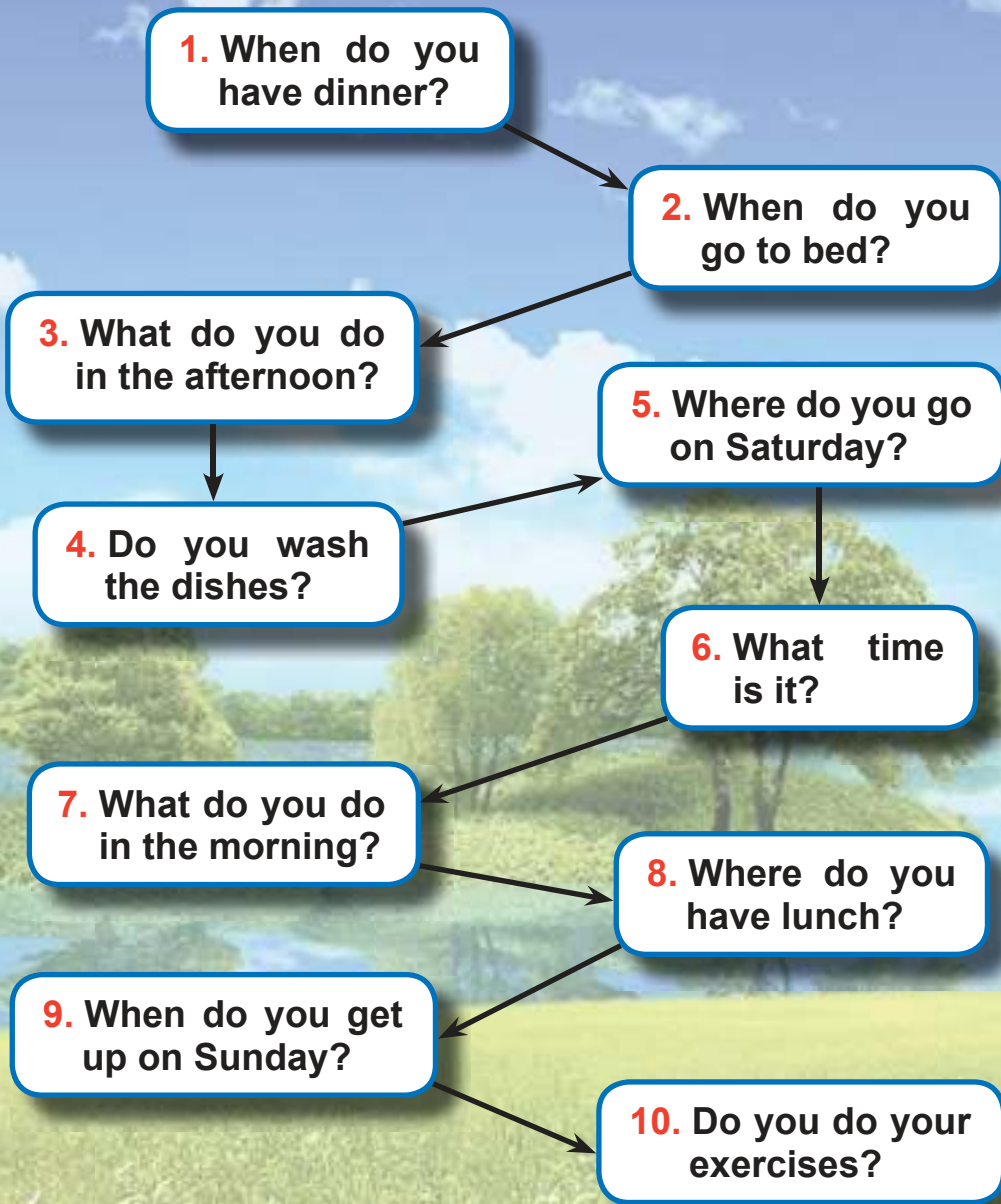 1. When do you
have dinner?
2. When do you
go to bed?
3. What do you do
in the afternoon?
4. Do you wash
the dishes?
5. Where do you go
on Saturday?
6. What time
is it?
7. What do you do
in the morning?
8. Where do you
have lunch?
9. When do you get
up on Sunday?
10. Do you do your
exercises?